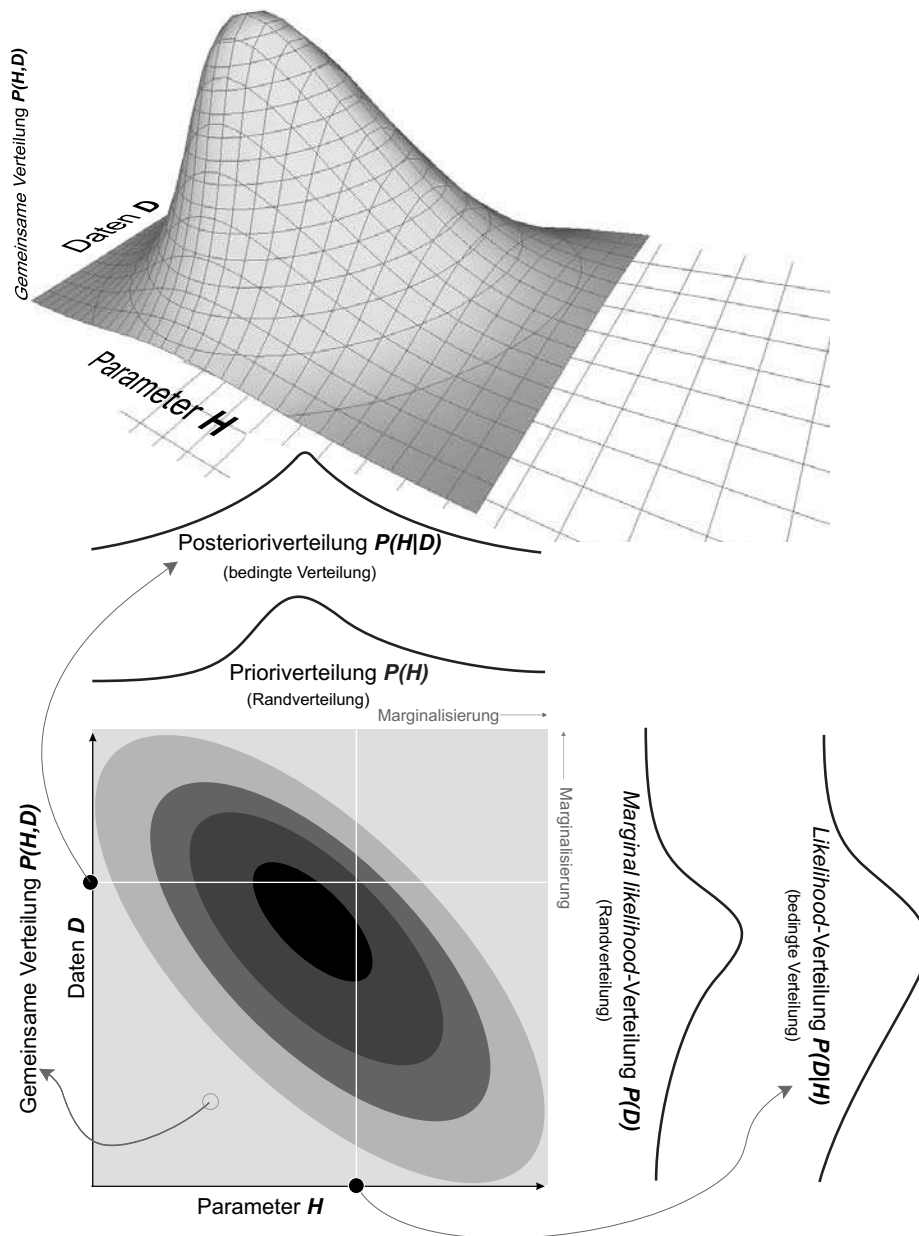 Gemeinsame Verteilung P(H,D)
Daten D
Parameter H
Posterioriverteilung P(H|D)
(bedingte Verteilung)
Prioriverteilung P(H)
(Randverteilung)
Marginalisierung
Marginalisierung
Marginal likelihood-Verteilung P(D)
(Randverteilung)
Likelihood-Verteilung P(D|H)
(bedingte Verteilung)
Gemeinsame Verteilung P(H,D)
Daten D
Parameter H